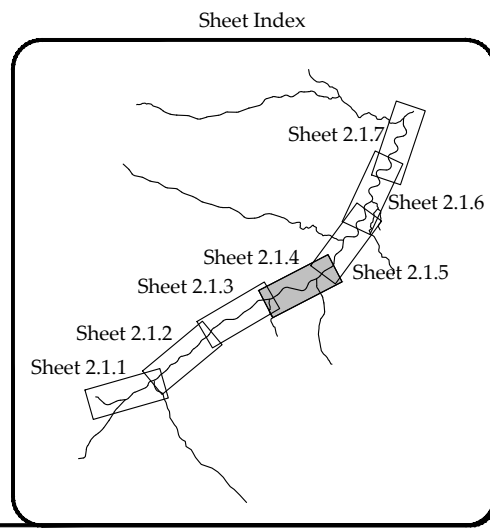 Sheet Index
Sheet 2.1.7
Sheet 2.1.6
Sheet 2.1.4
Sheet 2.1.5
Sheet 2.1.3
Sheet 2.1.2
Sheet 2.1.1